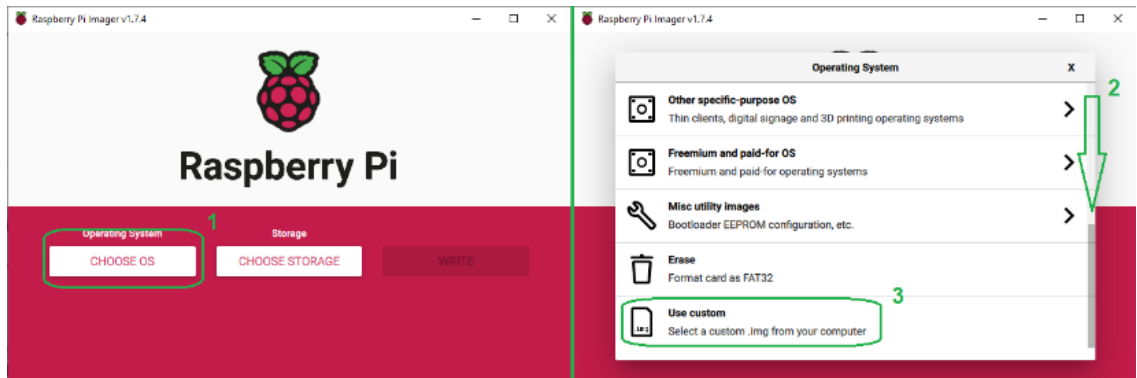 Raspberry Pi Imager v1.7.4
Raspberry Pi
1
Operating System
Storage
CHOOSE OS
CHOOSE STORAGE
WRITE
Raspberry Pi Imager v1.7.4
Operating System
X
2
Other specific-purpose OS
Thin clients, digital signage and 3D printing operating systems
Freemium and paid-for OS
Freemium and paid-for operating systems
Misc utility images
Bootloader EEPROM configuration, etc.
Erase
Format card as FAT32
3
Use custom
.img
Select a custom .img from your computer